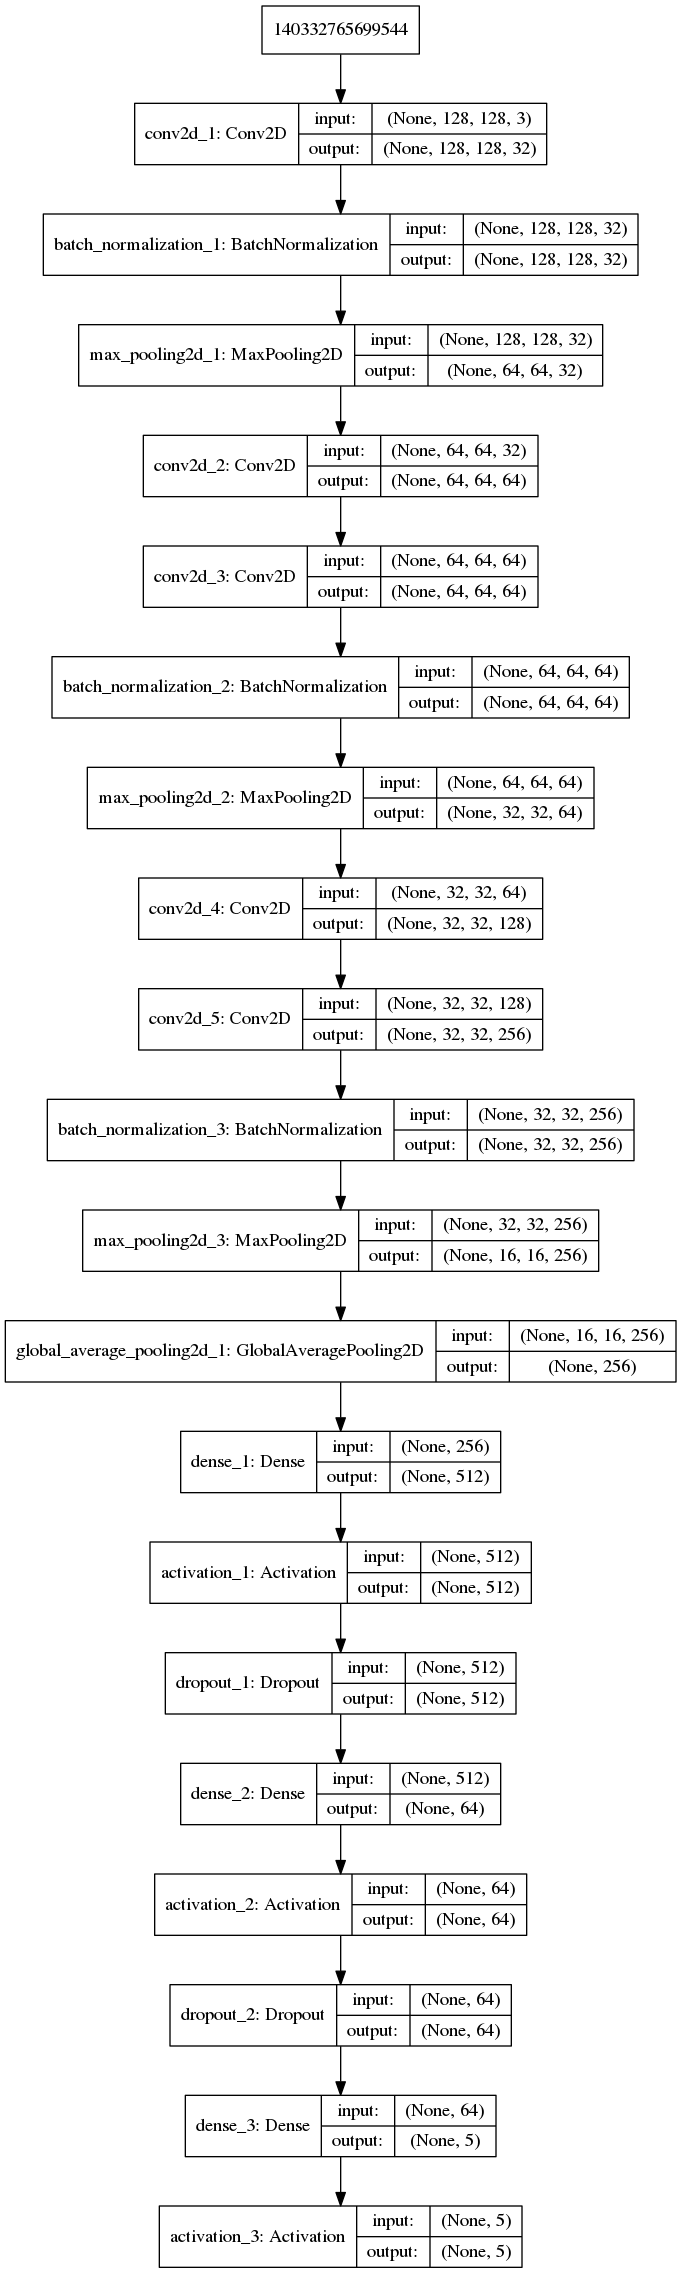 140332765699544
conv2d_1: Conv2D
input: (None, 128, 128, 3)
output: (None, 128, 128, 32)
batch_normalization_1: BatchNormalization
input: (None, 128, 128, 32)
output: (None, 128, 128, 32)
max_pooling2d_1: MaxPooling2D
input: (None, 128, 128, 32)
output: (None, 64, 64, 32)
conv2d_2: Conv2D
input: (None, 64, 64, 32)
output: (None, 64, 64, 64)
conv2d_3: Conv2D
input: (None, 64, 64, 64)
output: (None, 64, 64, 64)
batch_normalization_2: BatchNormalization
input: (None, 64, 64, 64)
output: (None, 64, 64, 64)
max_pooling2d_2: MaxPooling2D
input: (None, 64, 64, 64)
output: (None, 32, 32, 64)
conv2d_4: Conv2D
input: (None, 32, 32, 64)
output: (None, 32, 32, 128)
conv2d_5: Conv2D
input: (None, 32, 32, 128)
output: (None, 32, 32, 256)
batch_normalization_3: BatchNormalization
input: (None, 32, 32, 256)
output: (None, 32, 32, 256)
max_pooling2d_3: MaxPooling2D
input: (None, 32, 32, 256)
output: (None, 16, 16, 256)
global_average_pooling2d_1: GlobalAveragePooling2D
input: (None, 16, 16, 256)
output: (None, 256)
dense_1: Dense
input: (None, 256)
output: (None, 512)
activation_1: Activation
input: (None, 512)
output: (None, 512)
dropout_1: Dropout
input: (None, 512)
output: (None, 512)
dense_2: Dense
input: (None, 512)
output: (None, 64)
activation_2: Activation
input: (None, 64)
output: (None, 64)
dropout_2: Dropout
input: (None, 64)
output: (None, 64)
dense_3: Dense
input: (None, 64)
output: (None, 5)
activation_3: Activation
input: (None, 5)
output: (None, 5)